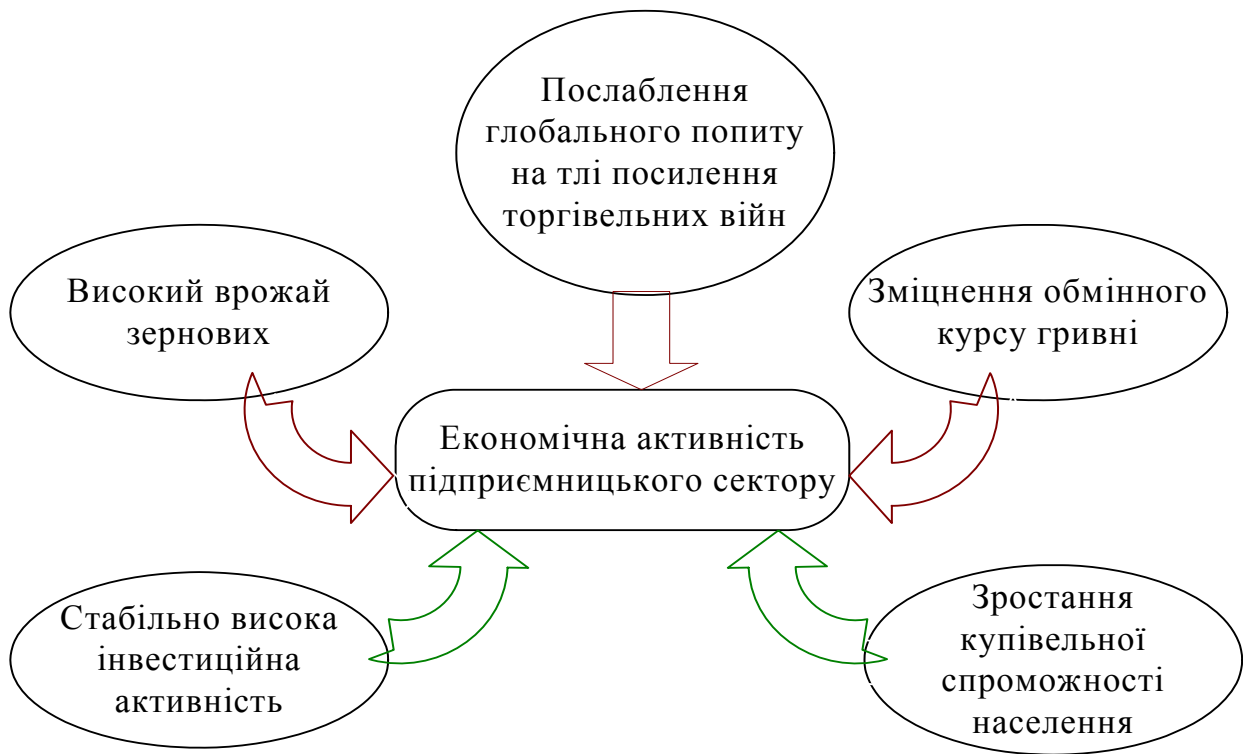 Послаблення
глобального попиту
на тлі посилення
торгівельних війн
Високий врожай
зернових
Зміцнення обмінного
курсу гривні
Економічна активність
підприємницького сектору
Стабільно висока
інвестиційна
активність
Зростання
купівельної
спроможності
населення